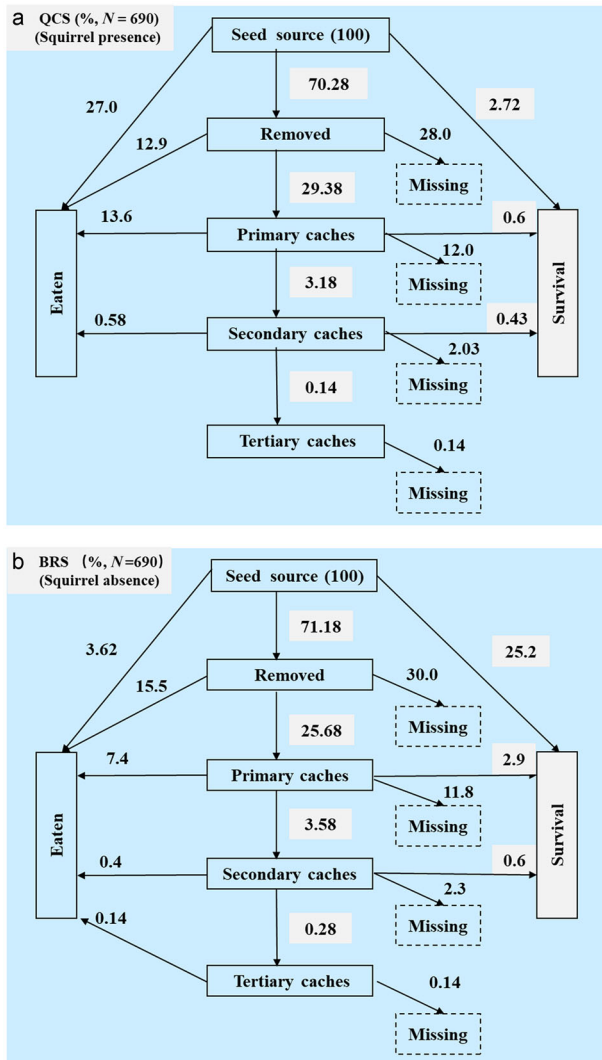 a
QCS (%, N = 690)
(Squirrel presence)
Seed source (100)
27.0
70.28
2.72
12.9
Removed
28.0
Missing
29.38
13.6
Primary caches
0.6
12.0
Missing
3.18
Eaten
Survival
0.58
Secondary caches
0.43
2.03
Missing
0.14
Tertiary caches
0.14
Missing
b
BRS (%, N=690)
(Squirrel absence)
Seed source (100)
3.62
71.18
25.2
15.5
Removed
30.0
Missing
25.68
7.4
Primary caches
2.9
11.8
Missing
3.58
Eaten
Survival
0.4
Secondary caches
0.6
2.3
Missing
0.14
0.28
Tertiary caches
0.14
Missing